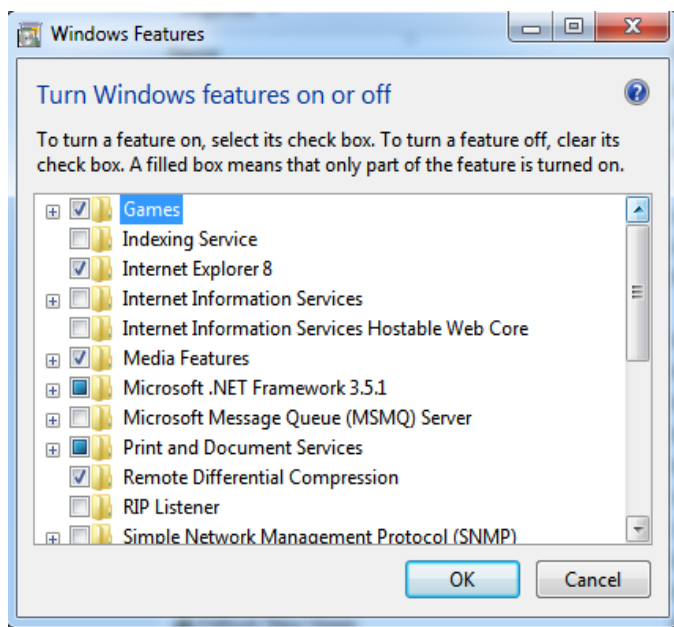 Windows Features
Turn Windows features on or off
To turn a feature on, select its check box. To turn a feature off, clear its
check box. A filled box means that only part of the feature is turned on.
Games
Indexing Service
Internet Explorer 8
Internet Information Services
Internet Information Services Hostable Web Core
Media Features
Microsoft .NET Framework 3.5.1
Microsoft Message Queue (MSMQ) Server
Print and Document Services
Remote Differential Compression
RIP Listener
Simple Network Management Protocol (SNMP)
OK Cancel